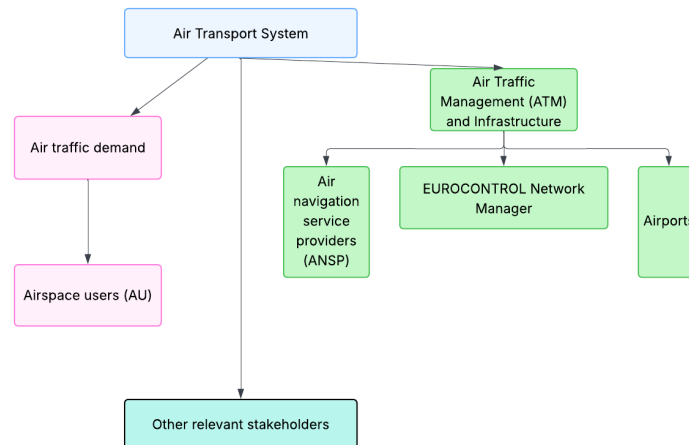 Air Transport System
Air Traffic
Management (ATM)
and Infrastructure
Air traffic demand
Air
navigation
service
providers
(ANSP)
EUROCONTROL Network
Manager
Airports
Airspace users (AU)
Other relevant stakeholders